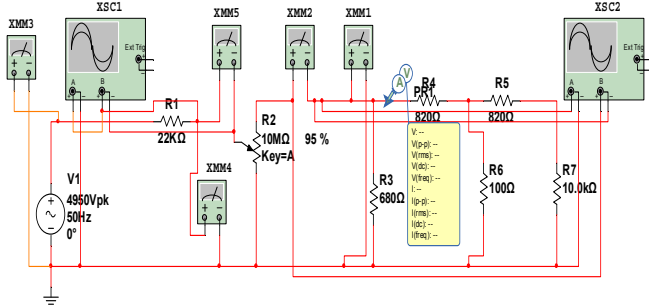 XSC1
XSC2
XMM3
XMM5
XMM2
XMM1
Ext Trig
Ext Trig
A
B
A
B
A
V
R1
22KΩ
R2
10MΩ
Key=A
95 %
PR1
R4
820Ω
R5
820Ω
XMM4
V1
4950Vpk
50Hz
0°
R3
680Ω
V: --
V(p-p): --
V(rms): --
V(dc): --
V(freq): --
I: --
I(p-p): --
I(rms): --
I(dc): --
I(freq): --
R6
100Ω
R7
10.0kΩ